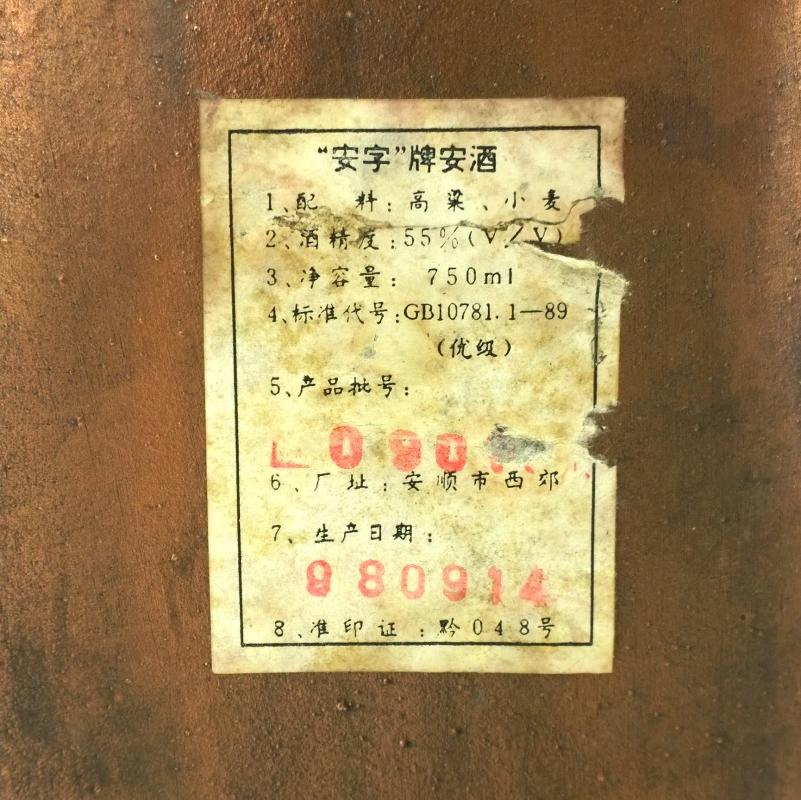 “安字”牌安酒
1、配 料：高粱、小麦
2、酒精度：55%(V/V)
3、净容量： 750ml
4、标准代号：GB10781.1—89
（优级）
5、产品批号：
6、厂 址：安顺市西郊
7、生产日期：
980914
8、准印证：黔048号